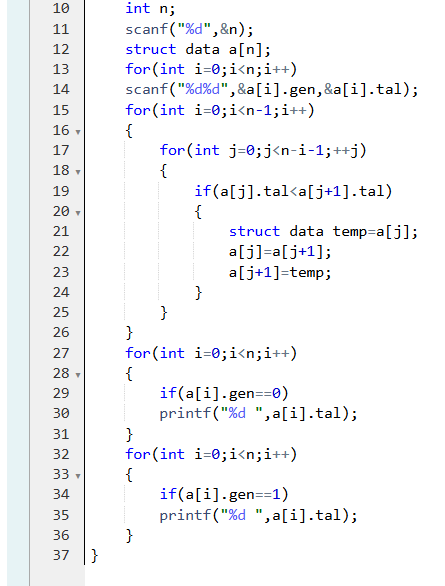 10 int n;
11 scanf("%d",&n);
12 struct data a[n];
13 for(int i=0;i<n;i++)
14 scanf("%d%d",&a[i].gen,&a[i].tal);
15 for(int i=0;i<n-1;i++)
16 {
17 for(int j=0;j<n-i-1;++j)
18 {
19 if(a[j].tal<a[j+1].tal)
20 {
21 struct data temp=a[j];
22 a[j]=a[j+1];
23 a[j+1]=temp;
24 }
25 }
26 }
27 for(int i=0;i<n;i++)
28 {
29 if(a[i].gen==0)
30 printf("%d ",a[i].tal);
31 }
32 for(int i=0;i<n;i++)
33 {
34 if(a[i].gen==1)
35 printf("%d ",a[i].tal);
36 }
37 }